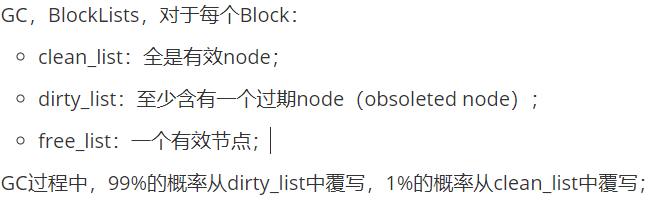 GC，BlockLists，对于每个Block：
clean_list：全是有效node；
dirty_list：至少含有一个过期node（obsoleted node）；
free_list：一个有效节点；
GC过程中，99%的概率从dirty_list中覆写，1%的概率从clean_list中覆写；